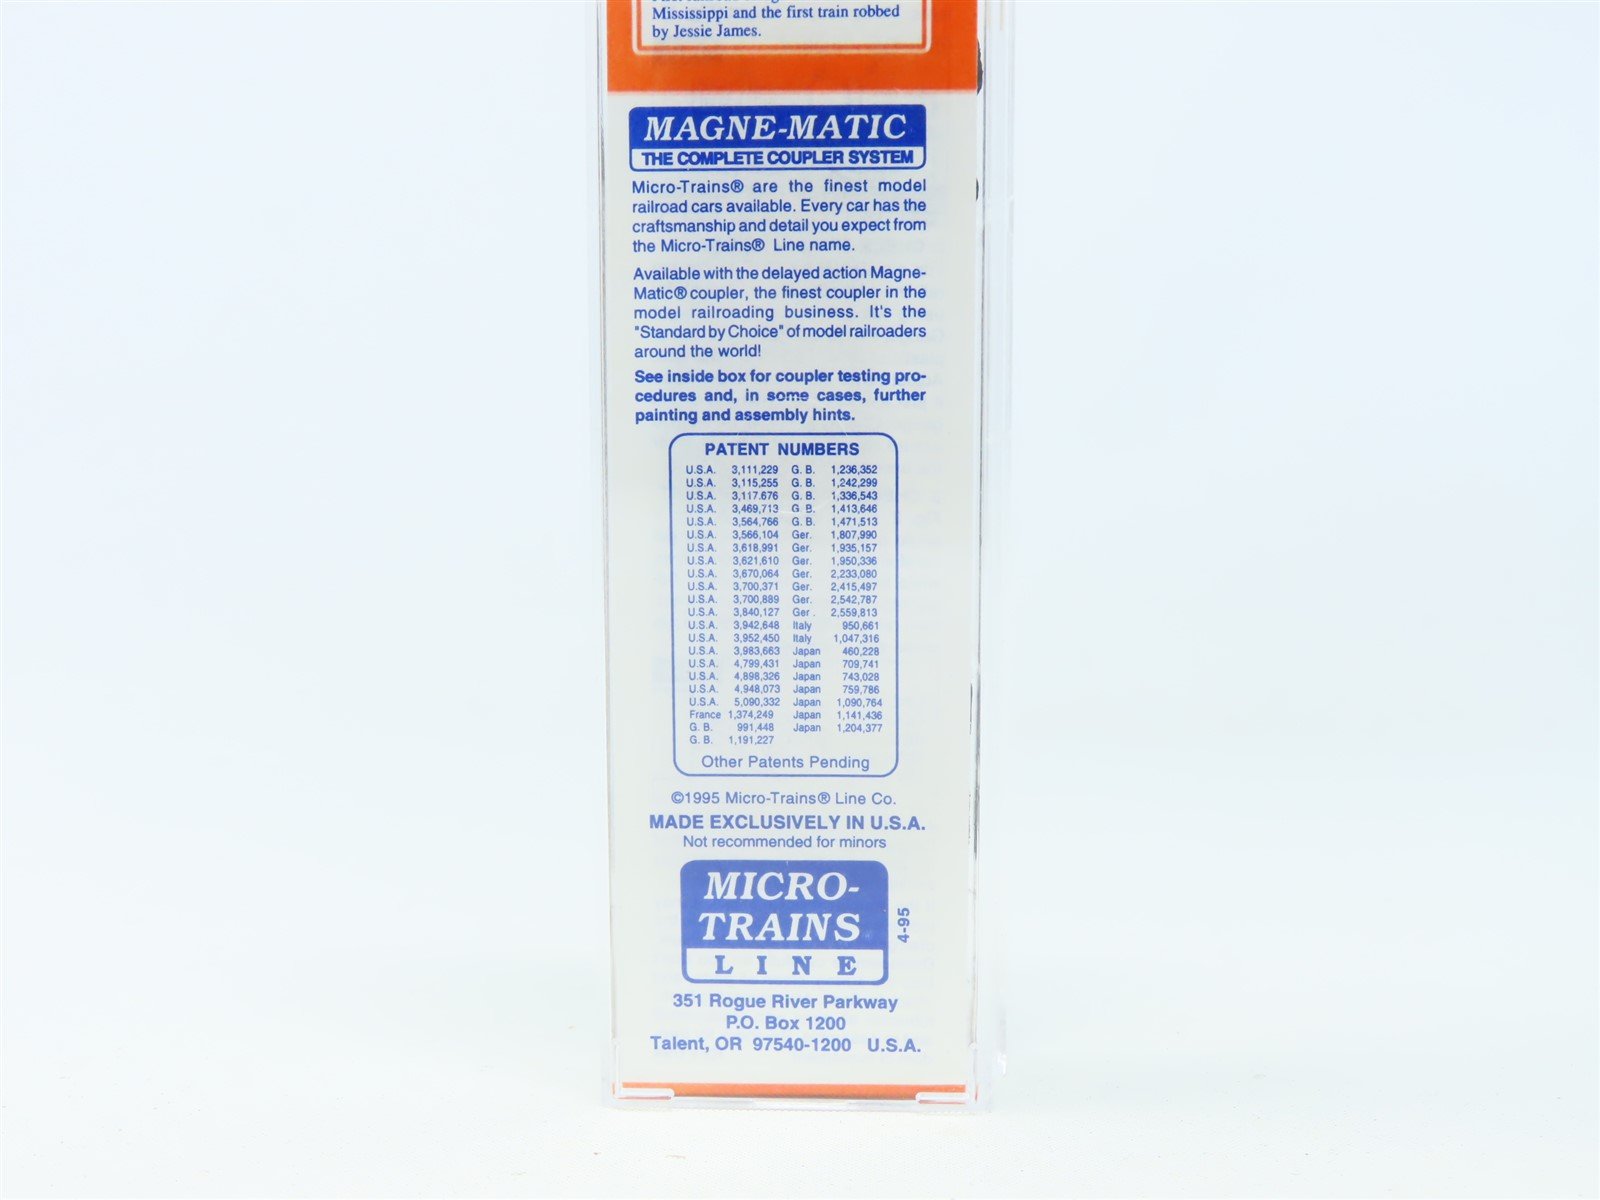 Mississippi and the first train robbed
by Jessie James.
MAGNE-MATIC
THE COMPLETE COUPLER SYSTEM
Micro-Trains® are the finest model
railroad cars available. Every car has the
craftsmanship and detail you expect from
the Micro-Trains® Line name.
Available with the delayed action Magne-
Matic® coupler, the finest coupler in the
model railroading business. It's the
"Standard by Choice" of model railroaders
around the world!
See inside box for coupler testing pro-
cedures and, in some cases, further
painting and assembly hints.
PATENT NUMBERS
U.S.A. 3,111,229 G. B. 1,236,352
U.S.A. 3,115,255 G. B. 1,242,299
U.S.A. 3,117.676 G. B. 1,336,543
U.S.A. 3,469,713 G B. 1,413,646
U.S.A. 3,564,766 G. B. 1,471,513
U.S.A. 3,566,104 Ger. 1,807,990
U.S.A. 3,618,991 Ger. 1,935,157
U.S.A. 3,621,610 Ger. 1,950,336
U.S.A. 3,670,064 Ger. 2,233,080
U.S.A. 3,700,371 Ger. 2,415,497
U.S.A. 3,700,889 Ger. 2,542,787
U.S.A. 3,840,127 Ger . 2,559,813
U.S.A. 3,942,648 Italy 950,661
U.S.A. 3,952,450 Italy 1,047,316
U.S.A. 3,983,663 Japan 460,228
U.S.A. 4,799,431 Japan 709,741
U.S.A. 4,898,326 Japan 743,028
U.S.A. 4,948,073 Japan 759,786
U.S.A. 5,090,332 Japan 1,090,764
France 1,374,249 Japan 1,141,436
G. B. 991,448 Japan 1,204,377
G. B. 1,191,227
Other Patents Pending
©1995 Micro-Trains® Line Co.
MADE EXCLUSIVELY IN U.S.A.
Not recommended for minors
MICRO-
TRAINS
LINE
4-95
351 Rogue River Parkway
P.O. Box 1200
Talent, OR 97540-1200 U.S.A.